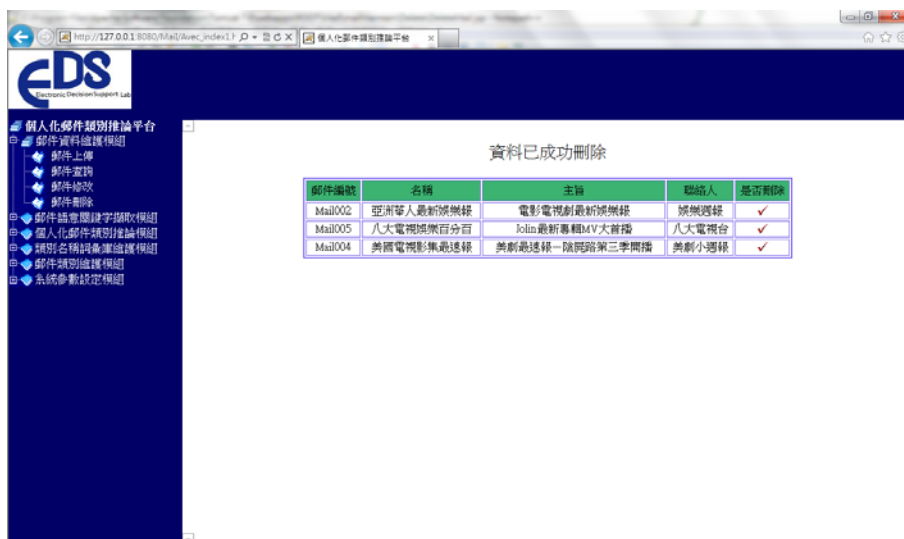 http://127.0.0.1:8080/Mail/Avec_index1.h
個人化郵件類別推論平台
EDS
Electronic Decision Support Lab
個人化郵件類別推論平台
郵件資料維護模組
郵件上傳
郵件查詢
郵件修改
郵件刪除
郵件語意關鍵字擷取模組
個人化郵件類別推論模組
類別名稱詞彙庫維護模組
郵件類別維護模組
系統參數設定模組
資料已成功刪除
郵件編號 名稱 主旨 聯絡人 是否刪除
Mail002 亞洲華人最新娛樂報 電影電視劇最新娛樂報 娛樂週報 ✓
Mail005 八大電視娛樂百分百 Jolin最新專輯MV大首播 八大電視台 ✓
Mail004 美國電視影集最速報 美劇最速報－陰屍路第三季開播 美劇小週報 ✓